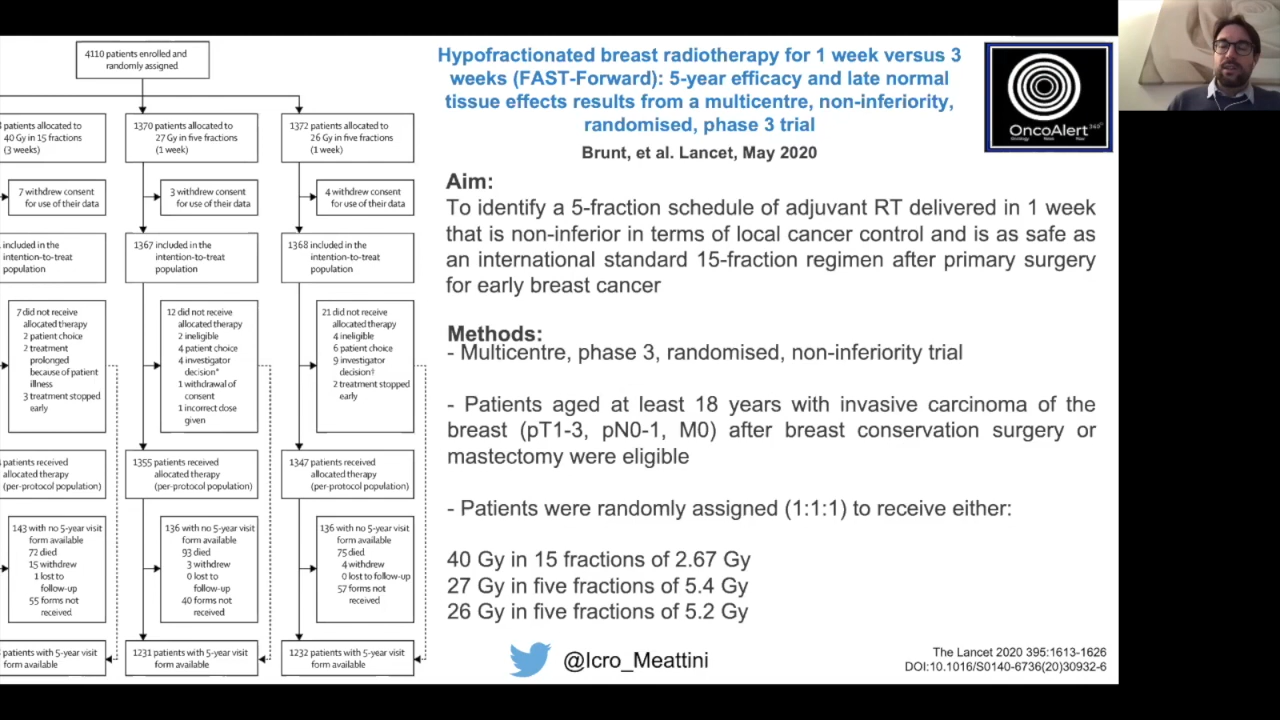 4110 patients enrolled and
randomly assigned
patients allocated to
40 Gy in 15 fractions
(3 weeks)
1370 patients allocated to
27 Gy in five fractions
(1 week)
1372 patients allocated to
26 Gy in five fractions
(1 week)
7 withdrew consent
for use of their data
3 withdrew consent
for use of their data
4 withdrew consent
for use of their data
included in the
intention-to-treat
population
1367 included in the
intention-to-treat
population
1368 included in the
intention-to-treat
population
7 did not receive
allocated therapy
2 patient choice
2 treatment
prolonged
because of patient
illness
3 treatment stopped
early
12 did not receive
allocated therapy
2 ineligible
4 patient choice
4 investigator
decision*
1 withdrawal of
consent
1 incorrect dose
given
21 did not receive
allocated therapy
4 ineligible
6 patient choice
9 investigator
decision†
2 treatment stopped
early
patients received
allocated therapy
(per-protocol population)
1355 patients received
allocated therapy
(per-protocol population)
1347 patients received
allocated therapy
(per-protocol population)
143 with no 5-year visit
form available
72 died
15 withdrew
1 lost to
follow-up
55 forms not
received
136 with no 5-year visit
form available
93 died
3 withdrew
0 lost to
follow-up
40 forms not
received
136 with no 5-year visit
form available
75 died
4 withdrew
0 lost to follow-up
57 forms not
received
patients with 5-year visit
form available
1231 patients with 5-year visit
form available
1232 patients with 5-year visit
form available
Hypofractionated breast radiotherapy for 1 week versus 3
weeks (FAST-Forward): 5-year efficacy and late normal
tissue effects results from a multicentre, non-inferiority,
randomised, phase 3 trial
Brunt, et al. Lancet, May 2020
OncoAlert
Aim:
To identify a 5-fraction schedule of adjuvant RT delivered in 1 week
that is non-inferior in terms of local cancer control and is as safe as
an international standard 15-fraction regimen after primary surgery
for early breast cancer
Methods:
- Multicentre, phase 3, randomised, non-inferiority trial
- Patients aged at least 18 years with invasive carcinoma of the
breast (pT1-3, pN0-1, M0) after breast conservation surgery or
mastectomy were eligible
- Patients were randomly assigned (1:1:1) to receive either:
40 Gy in 15 fractions of 2.67 Gy
27 Gy in five fractions of 5.4 Gy
26 Gy in five fractions of 5.2 Gy
@Icro_Meattini
The Lancet 2020 395:1613-1626
DOI:10.1016/S0140-6736(20)30932-6